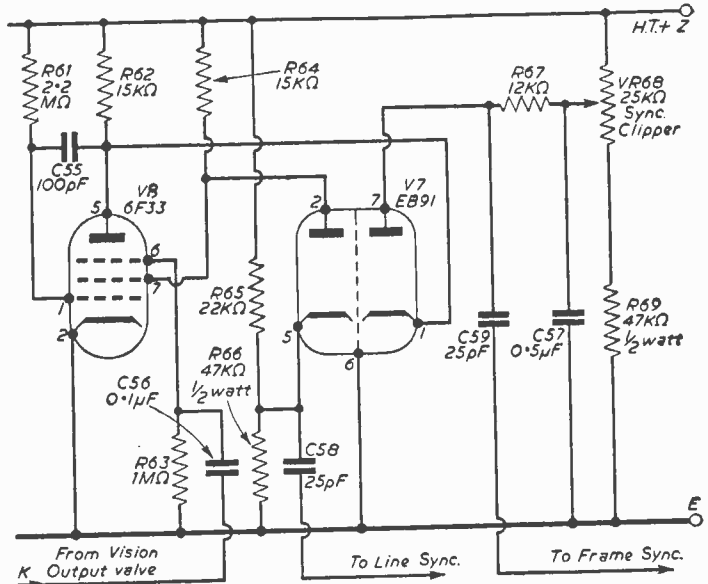 H.T.+ Z
R61
2·2
MΩ
R62
15KΩ
R64
15KΩ
R67
12KΩ
VR68
25KΩ
Sync.
Clipper
C55
100pF
V8
6F33
5
6
7
1
2
2
7
V7
EB91
5
1
6
R65
22KΩ
R66
47KΩ
1/2 watt
C59
25pF
C57
0·5μF
R69
47KΩ
1/2 watt
C56
0·1μF
R63
1MΩ
C58
25pF
E
From Vision
K Output valve
To Line Sync.
To Frame Sync.